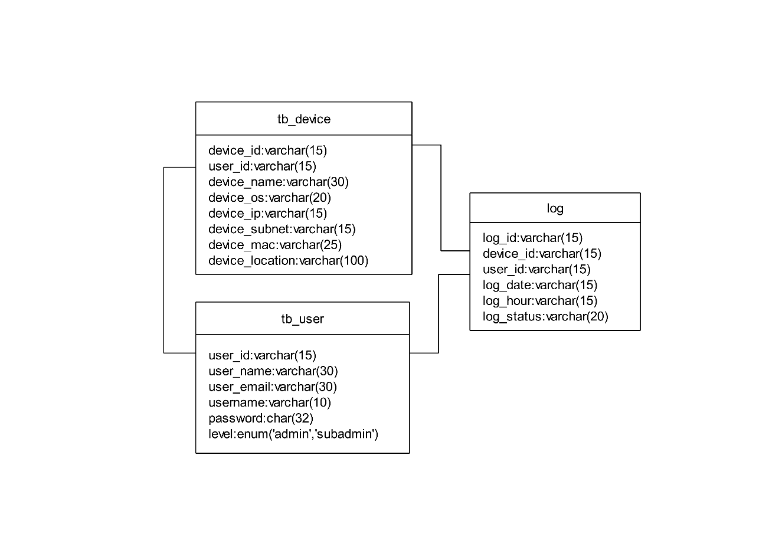 tb_device
device_id:varchar(15)
user_id:varchar(15)
device_name:varchar(30)
device_os:varchar(20)
device_ip:varchar(15)
device_subnet:varchar(15)
device_mac:varchar(25)
device_location:varchar(100)
log
log_id:varchar(15)
device_id:varchar(15)
user_id:varchar(15)
log_date:varchar(15)
log_hour:varchar(15)
log_status:varchar(20)
tb_user
user_id:varchar(15)
user_name:varchar(30)
user_email:varchar(30)
username:varchar(10)
password:char(32)
level:enum('admin','subadmin')